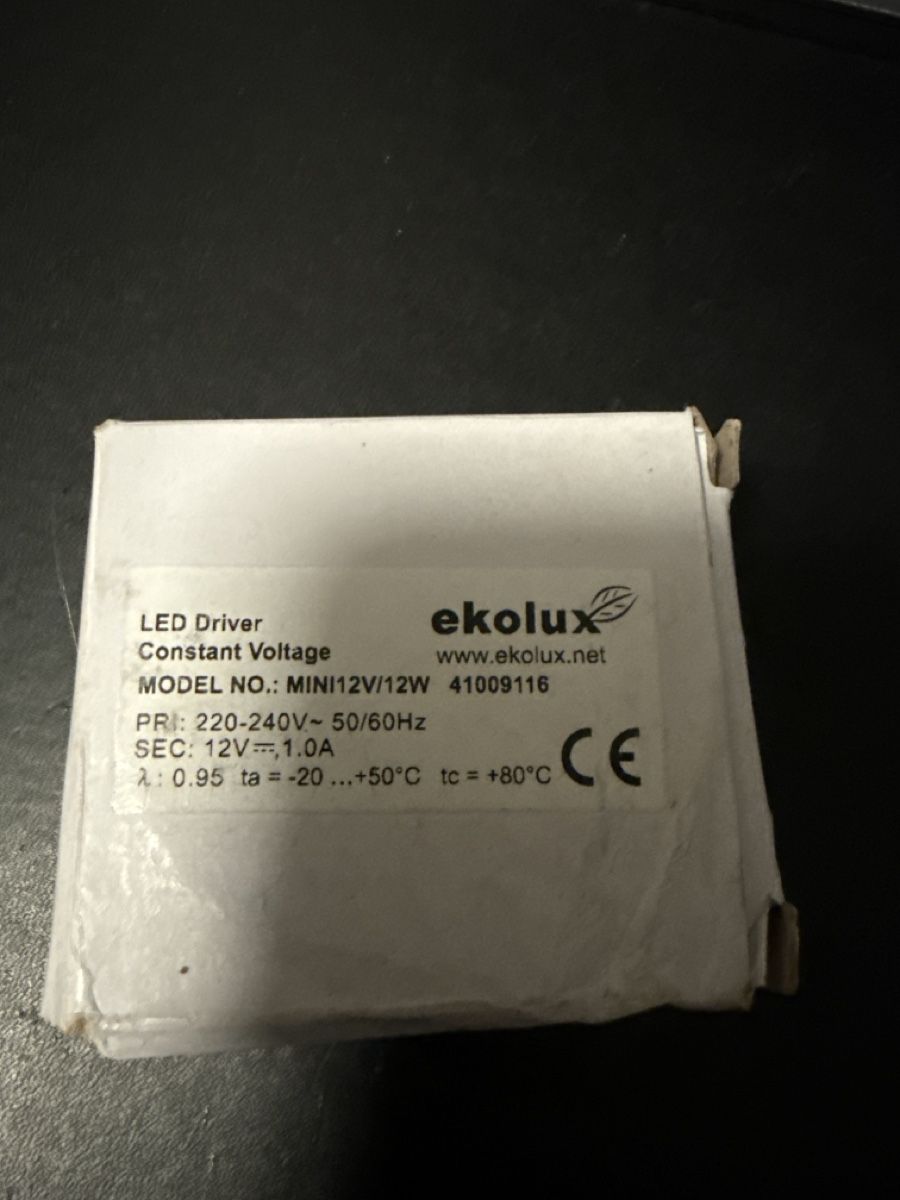 LED Driver
ekolux
Constant Voltage
www.ekolux.net
MODEL NO.: MINI12V/12W 41009116
PRI: 220-240V~ 50/60Hz
SEC: 12V⎓,1.0A
λ: 0.95 ta = -20 ...+50°C tc = +80°C
CE